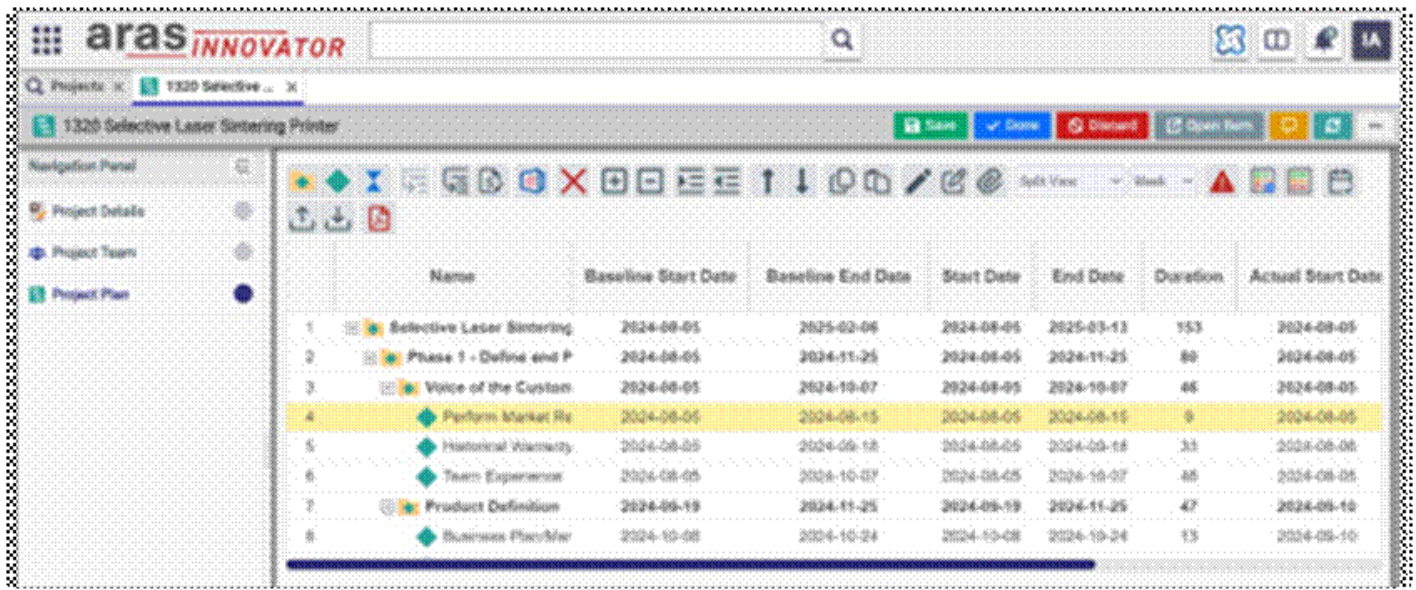 aras INNOVATOR IA
Projects × 1320 Selective ... ×
1320 Selective Laser Sintering Printer Save Done Discard Open Item
Navigation Panel
Project Details
Project Team
Project Plan
Split View
Name Baseline Start Date Baseline End Date Start Date End Date Duration Actual Start Date
1 Selective Laser Sintering 2024-08-05 2025-02-06 2024-08-05 2025-03-13 153 2024-08-05
2 Phase 1 - Define and P 2024-08-05 2024-11-25 2024-08-05 2024-11-25 80 2024-08-05
3 Voice of the Custom 2024-08-05 2024-10-07 2024-08-05 2024-10-07 46 2024-08-05
4 Perform Market Re 2024-08-05 2024-08-15 2024-08-05 2024-08-15 9 2024-08-05
5 Historical Warranty 2024-08-05 2024-09-18 2024-08-05 2024-09-18 33
6 Team Experience 2024-08-05 2024-10-07 2024-08-05 2024-10-07 46
7 Product Definition 2024-09-19 2024-11-25 2024-09-19 2024-11-25 47 2024-09-10
8 Business Plan/Mar 2024-10-08 2024-10-24 2024-10-08 2024-10-24 13 2024-09-10